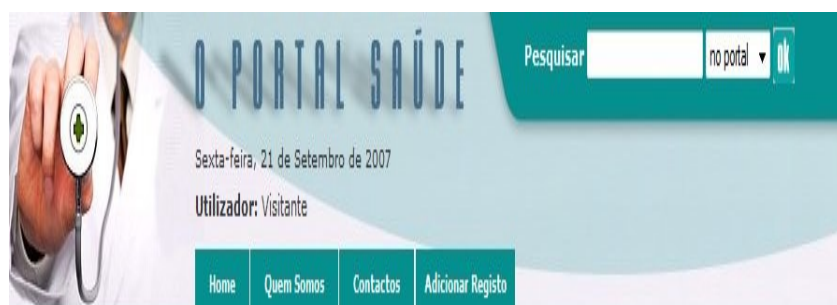 O PORTAL SAÚDE
Pesquisar no portal ok
Sexta-feira, 21 de Setembro de 2007
Utilizador: Visitante
Home Quem Somos Contactos Adicionar Registo